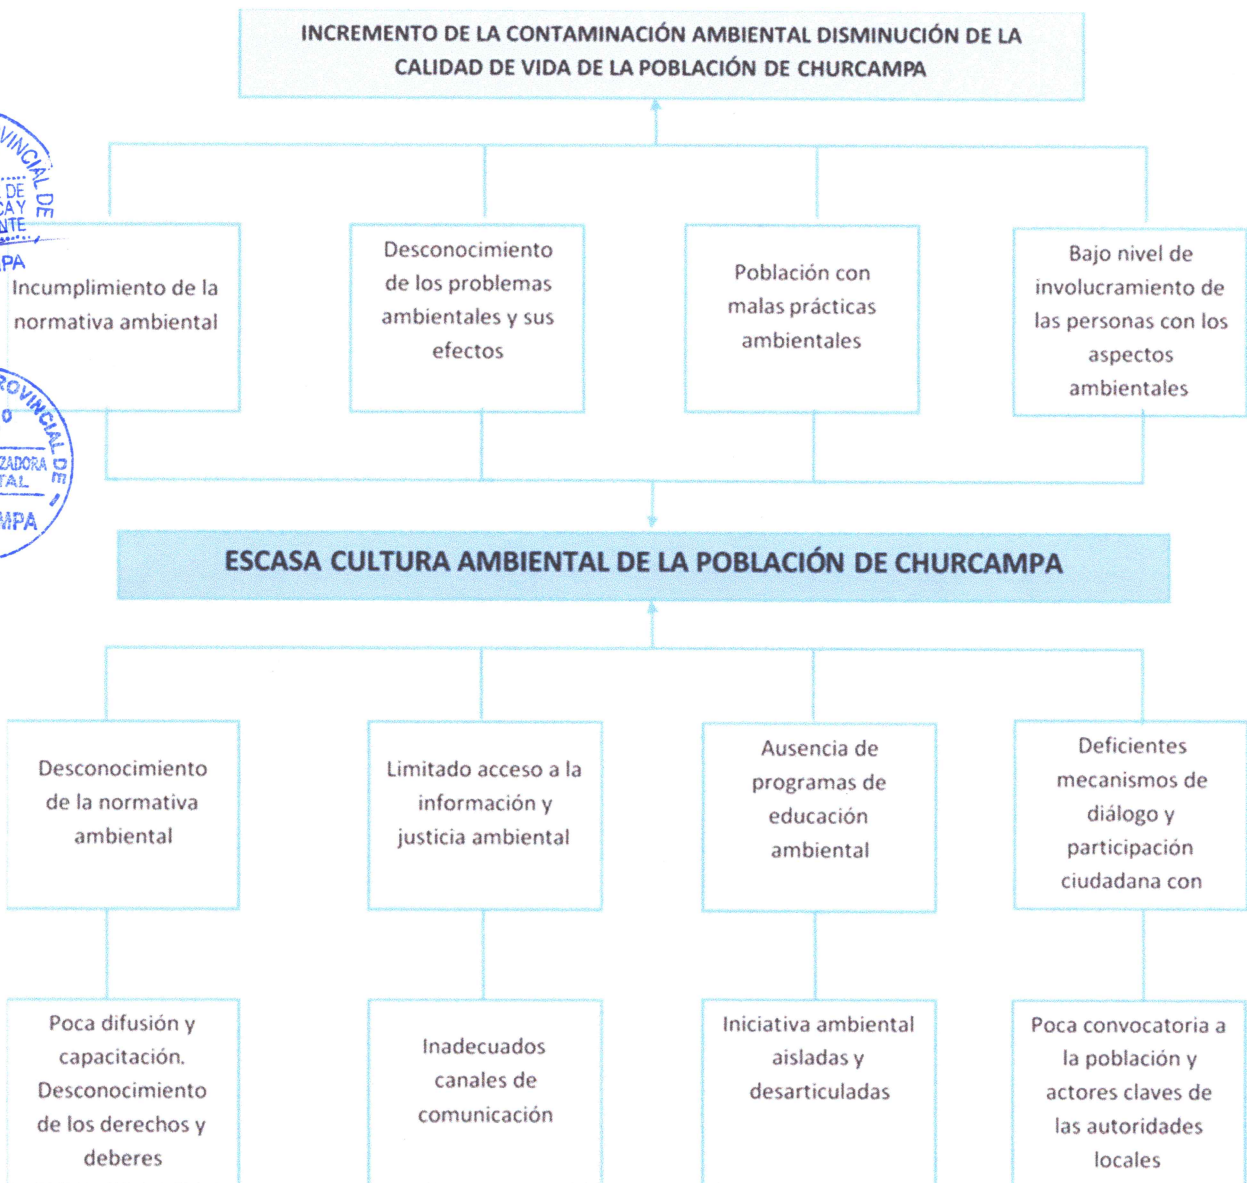 INCREMENTO DE LA CONTAMINACIÓN AMBIENTAL DISMINUCIÓN DE LA
CALIDAD DE VIDA DE LA POBLACIÓN DE CHURCAMPA
DE
Incumplimiento de la
normativa ambiental
Desconocimiento
de los problemas
ambientales y sus
efectos
Población con
malas prácticas
ambientales
Bajo nivel de
involucramiento de
las personas con los
aspectos
ambientales
DE
ESCASA CULTURA AMBIENTAL DE LA POBLACIÓN DE CHURCAMPA
Desconocimiento
de la normativa
ambiental
Limitado acceso a la
información y
justicia ambiental
Ausencia de
programas de
educación
ambiental
Deficientes
mecanismos de
diálogo y
participación
ciudadana con
Poca difusión y
capacitación.
Desconocimiento
de los derechos y
deberes
Inadecuados
canales de
comunicación
Iniciativa ambiental
aisladas y
desarticuladas
Poca convocatoria a
la población y
actores claves de
las autoridades
locales